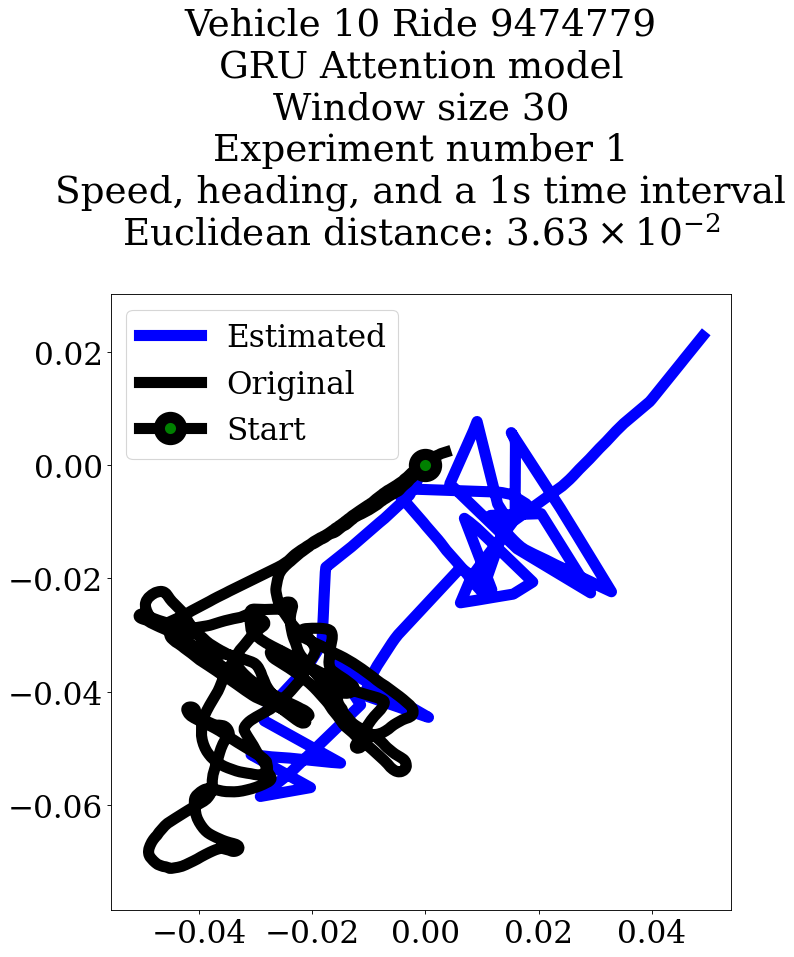 Vehicle 10 Ride 9474779
GRU Attention model
Window size 30
Experiment number 1
Speed, heading, and a 1s time interval
Euclidean distance: 3.63 × 10⁻²
Estimated
Original
Start
0.02
0.00
−0.02
−0.04
−0.06
−0.04 −0.02 0.00 0.02 0.04